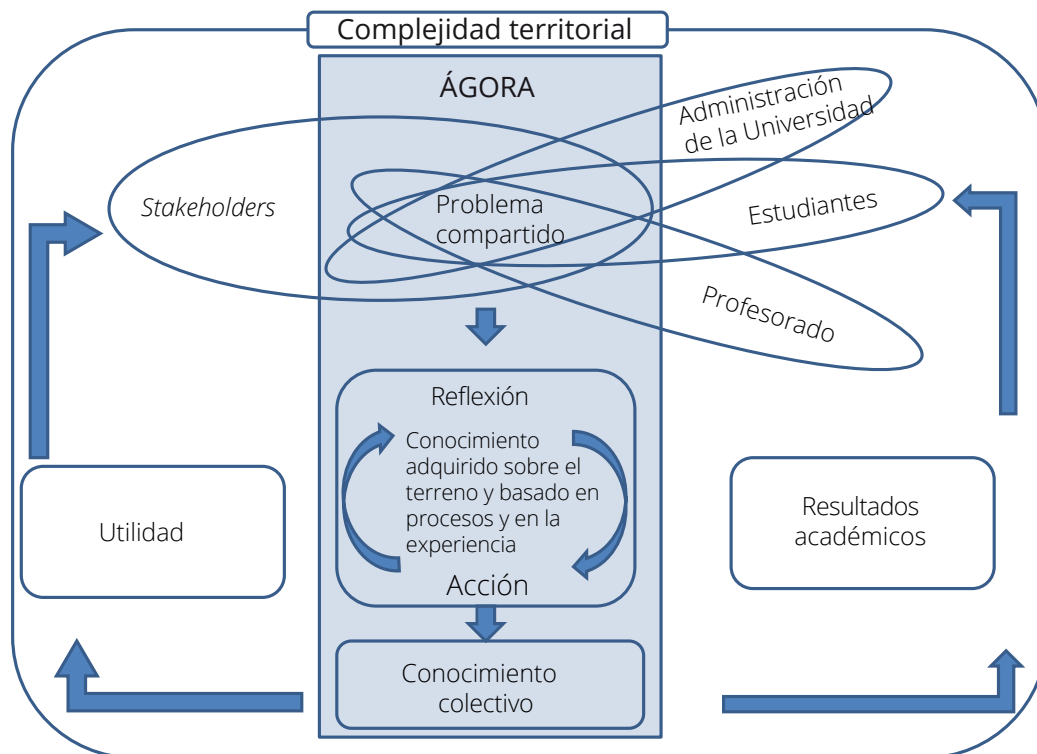 Complejidad territorial
ÁGORA
Administración
de la Universidad
Stakeholders
Problema
compartido
Estudiantes
Profesorado
Reflexión
Conocimiento
adquirido sobre el
terreno y basado en
procesos y en la
experiencia
Acción
Utilidad
Resultados
académicos
Conocimiento
colectivo